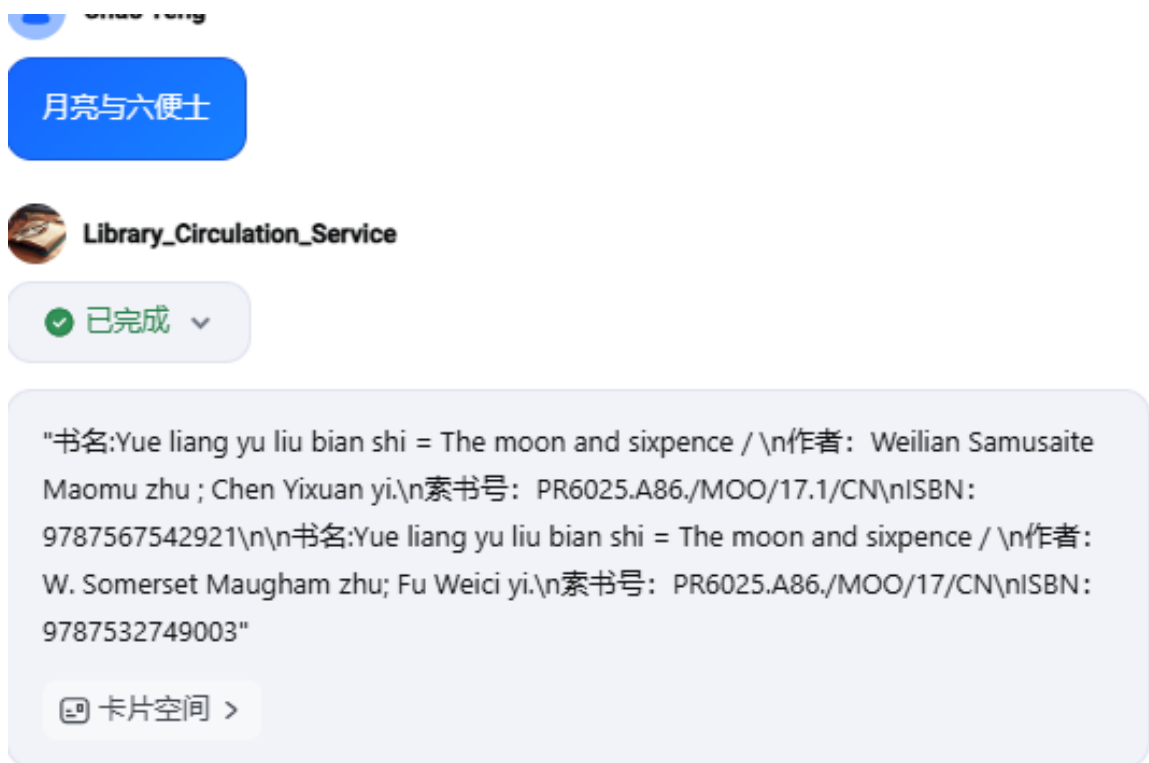 月亮与六便士
Library_Circulation_Service
已完成
"书名:Yue liang yu liu bian shi = The moon and sixpence / \n作者：Weilian Samusaite
Maomu zhu ; Chen Yixuan yi.\n索书号：PR6025.A86./MOO/17.1/CN\nISBN：
9787567542921\n\n书名:Yue liang yu liu bian shi = The moon and sixpence / \n作者：
W. Somerset Maugham zhu; Fu Weici yi.\n索书号：PR6025.A86./MOO/17/CN\nISBN：
9787532749003"
卡片空间